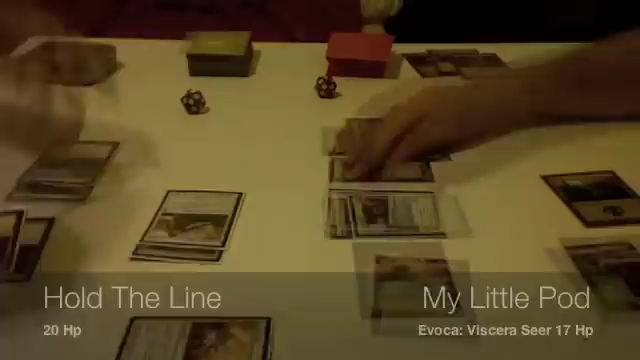 Hold The Line
My Little Pod
20 Hp
Evoca: Viscera Seer 17 Hp